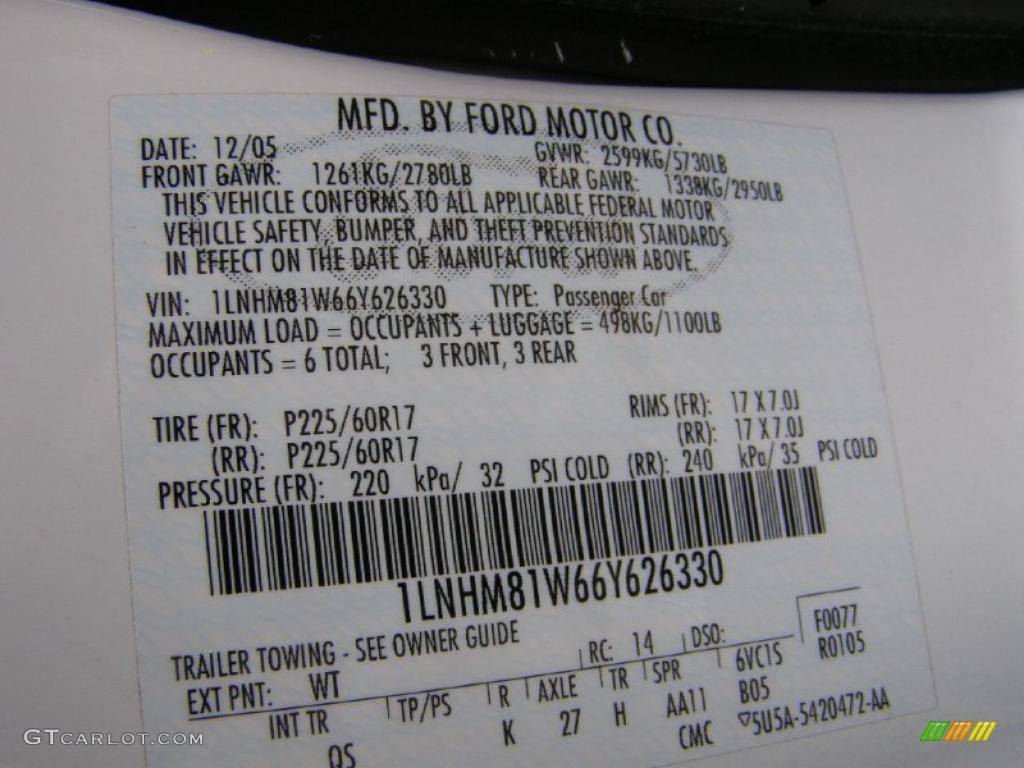 MFD. BY FORD MOTOR CO.
DATE: 12/05 GVWR: 2599KG/5730LB
FRONT GAWR: 1261KG/2780LB REAR GAWR: 1338KG/2950LB
THIS VEHICLE CONFORMS TO ALL APPLICABLE FEDERAL MOTOR
VEHICLE SAFETY, BUMPER, AND THEFT PREVENTION STANDARDS
IN EFFECT ON THE DATE OF MANUFACTURE SHOWN ABOVE.
VIN: 1LNHM81W66Y626330 TYPE: Passenger Car
MAXIMUM LOAD = OCCUPANTS + LUGGAGE = 498KG/1100LB
OCCUPANTS = 6 TOTAL; 3 FRONT, 3 REAR
TIRE (FR): P225/60R17 RIMS (FR): 17 X 7.0J
(RR): P225/60R17 (RR): 17 X 7.0J
PRESSURE (FR): 220 kPa/ 32 PSI COLD (RR): 240 kPa/ 35 PSI COLD
1LNHM81W66Y626330
TRAILER TOWING - SEE OWNER GUIDE
EXT PNT: WT RC: 14 DSO: F0077
INT TR TP/PS R AXLE TR SPR 6VC1S R0105
QS K 27 H AA11 B05
CMC ▽5U5A-5420472-AA
GTCARLOT.COM